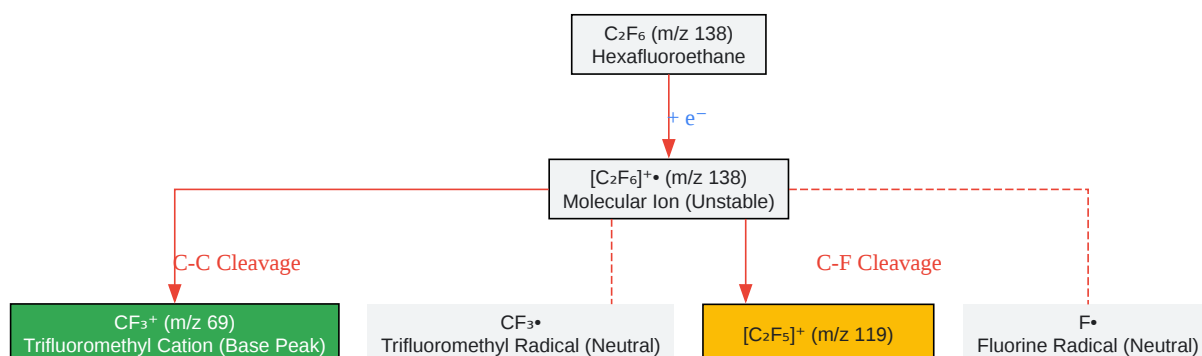 C₂F₆ (m/z 138)
Hexafluoroethane
+ e⁻
[C₂F₆]⁺• (m/z 138)
Molecular Ion (Unstable)
C-C Cleavage
C-F Cleavage
CF₃⁺ (m/z 69)
Trifluoromethyl Cation (Base Peak)
CF₃•
Trifluoromethyl Radical (Neutral)
[C₂F₅]⁺ (m/z 119)
F•
Fluorine Radical (Neutral)